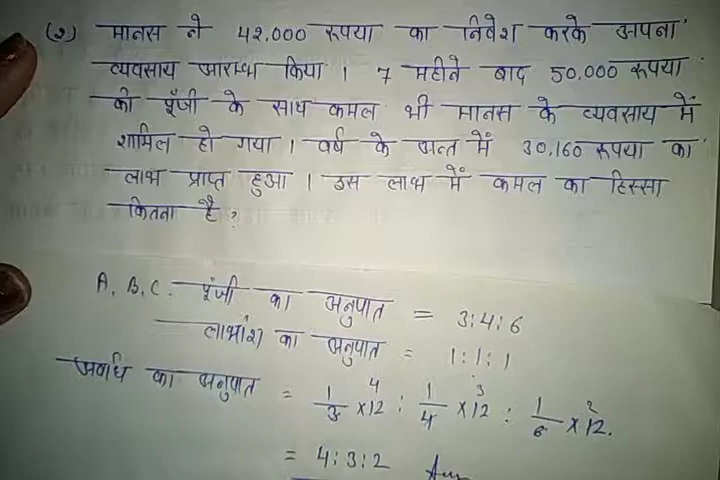 (2) मानस ने 42,000 रूपया का निवेश करके अपना
व्यवसाय आरम्भ किया । 7 महीने बाद 50,000 रूपया
की पूँजी के साथ कमल भी मानस के व्यवसाय में
शामिल हो गया । वर्ष के अन्त में 30,160 रूपया का
लाभ प्राप्त हुआ । उस लाभ में कमल का हिस्सा
कितना है ?
A. B. C. पूंजी का अनुपात = 3:4:6
लाभांश का अनुपात = 1:1:1
अवधि का अनुपात = 1/3 × 12 4 : 1/4 × 12 3 : 1/6 × 12 2.
= 4:3:2 Ans